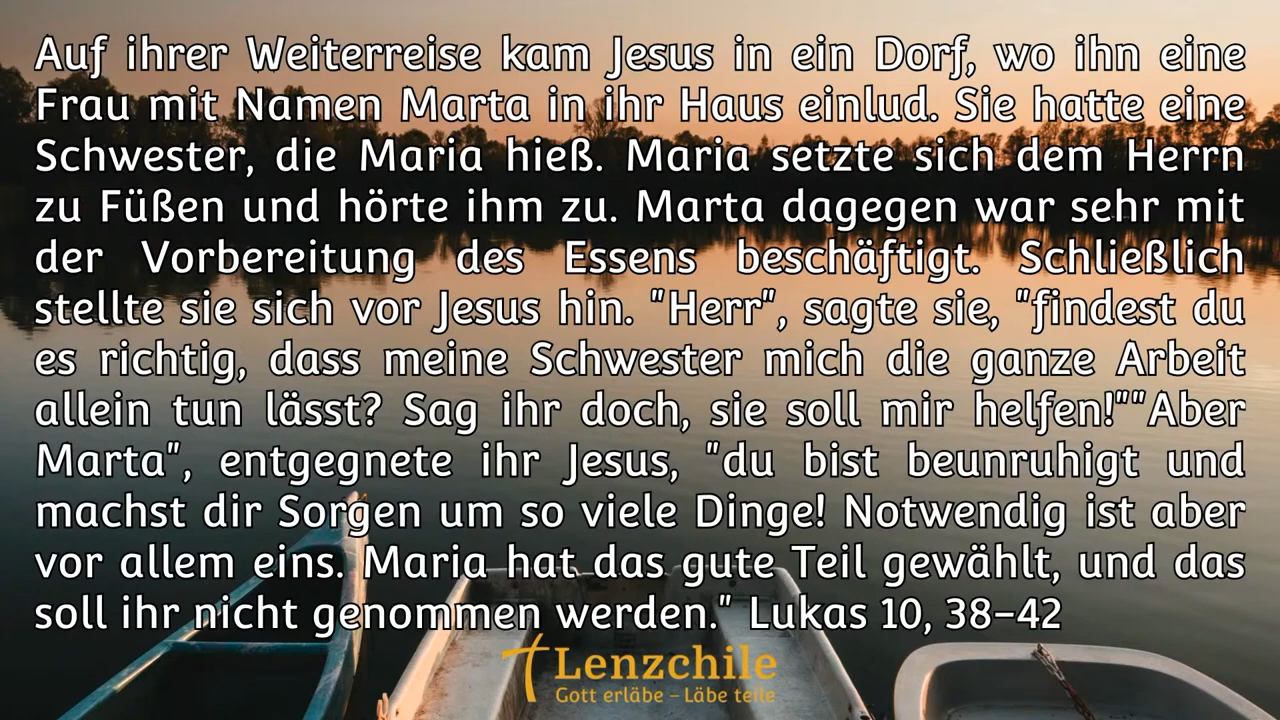 Auf ihrer Weiterreise kam Jesus in ein Dorf, wo ihn eine
Frau mit Namen Marta in ihr Haus einlud. Sie hatte eine
Schwester, die Maria hieß. Maria setzte sich dem Herrn
zu Füßen und hörte ihm zu. Marta dagegen war sehr mit
der Vorbereitung des Essens beschäftigt. Schließlich
stellte sie sich vor Jesus hin. "Herr", sagte sie, "findest du
es richtig, dass meine Schwester mich die ganze Arbeit
allein tun lässt? Sag ihr doch, sie soll mir helfen!""Aber
Marta", entgegnete ihr Jesus, "du bist beunruhigt und
machst dir Sorgen um so viele Dinge! Notwendig ist aber
vor allem eins. Maria hat das gute Teil gewählt, und das
soll ihr nicht genommen werden." Lukas 10, 38–42
Lenzchile
Gott erläbe – Läbe teile